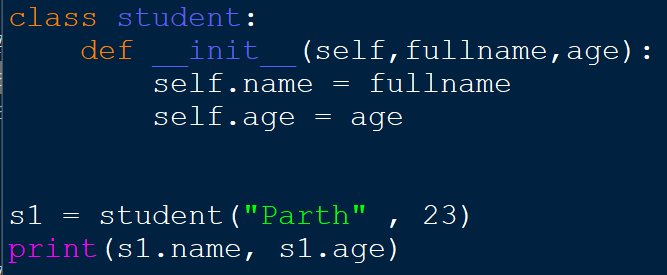 class student:
    def __init__(self,fullname,age):
        self.name = fullname
        self.age = age
s1 = student("Parth" , 23)
print(s1.name, s1.age)